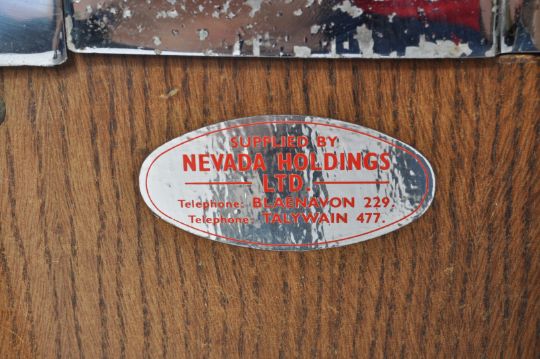 SUPPLIED BY
NEVADA HOLDINGS
LTD.
Telephone: BLAENAVON 229.
Telephone: TALYWAIN 477.